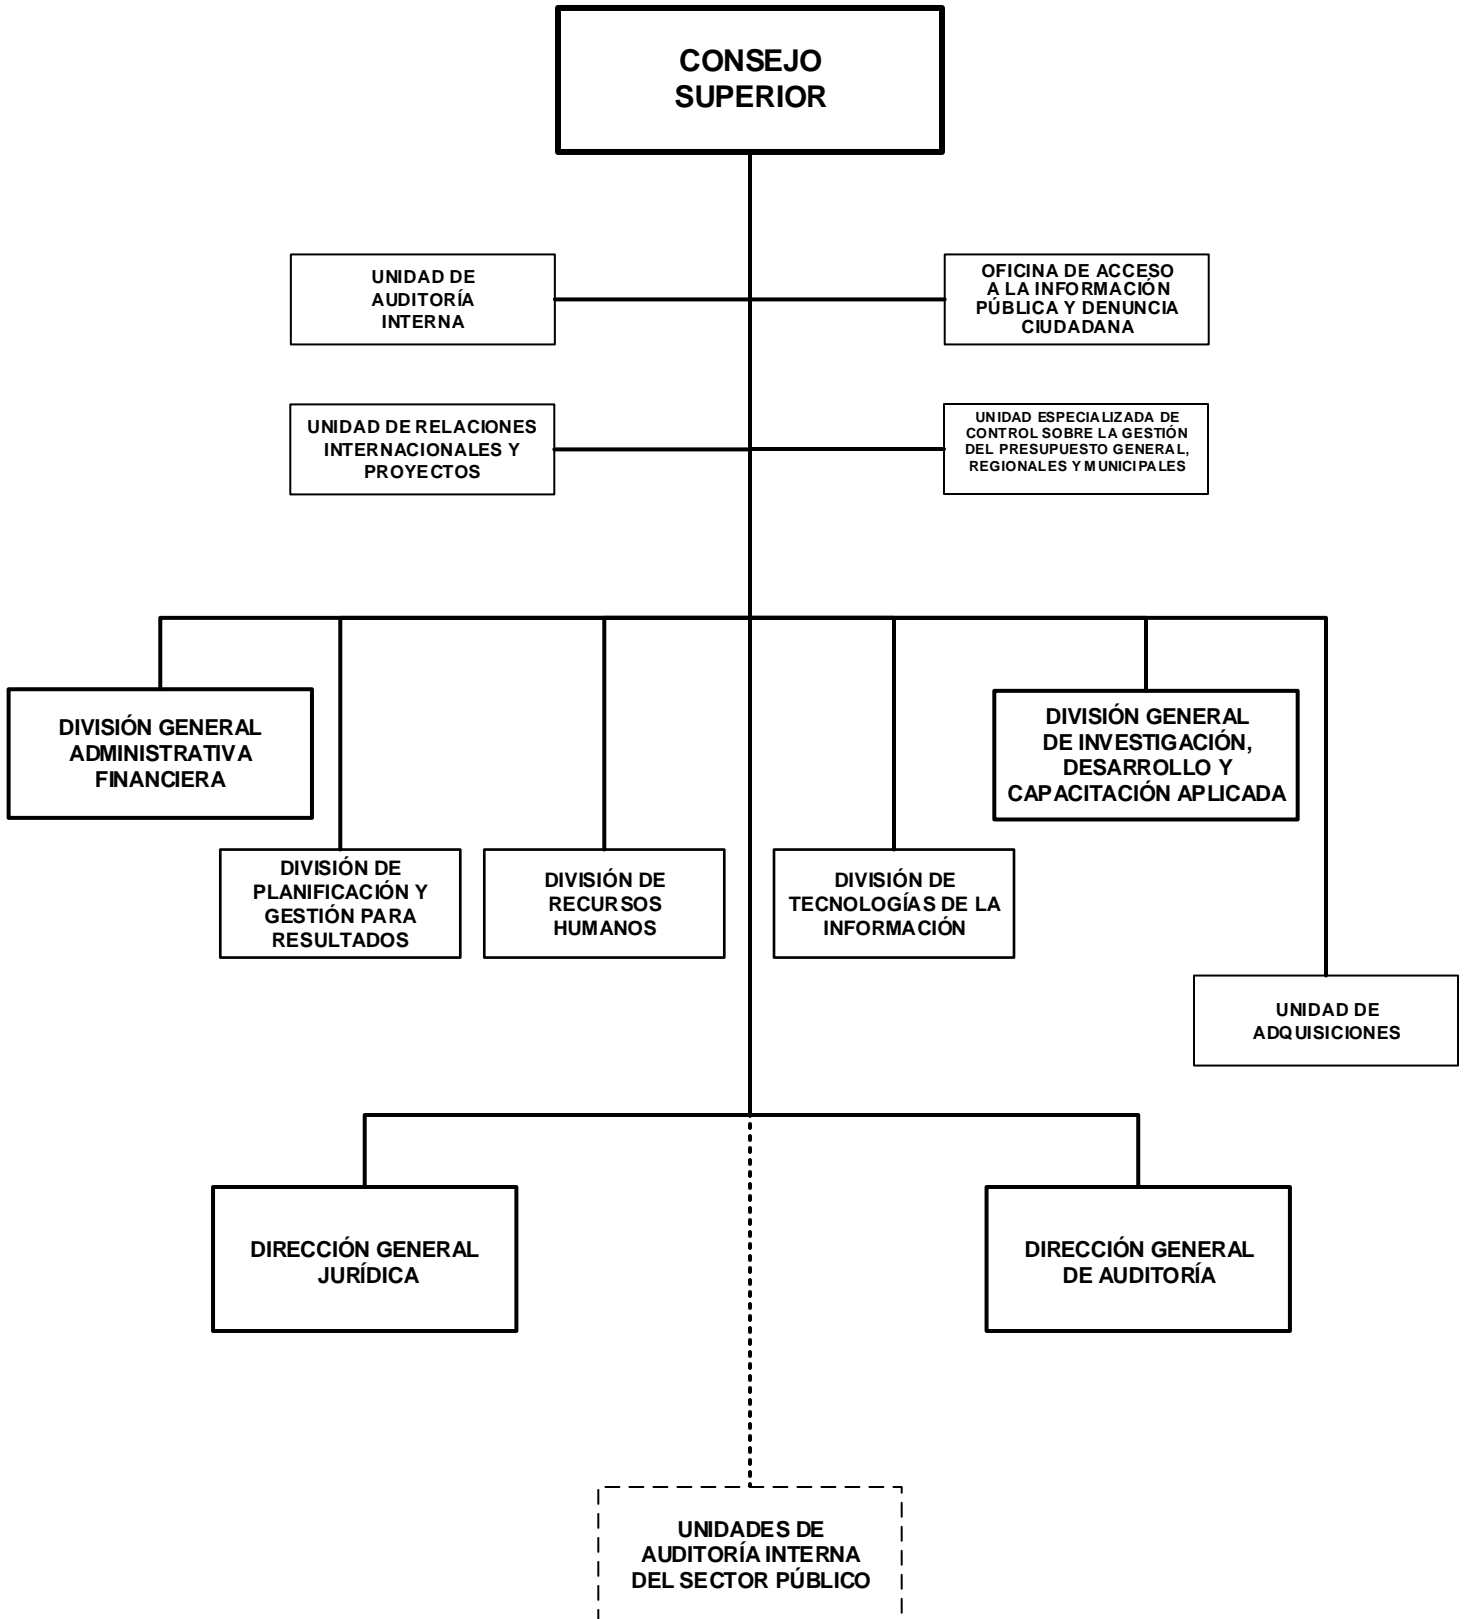 CONSEJO
SUPERIOR
UNIDAD DE
AUDITORÍA
INTERNA
OFICINA DE ACCESO
A LA INFORMACIÓN
PÚBLICA Y DENUNCIA
CIUDADANA
UNIDAD DE RELACIONES
INTERNACIONALES Y
PROYECTOS
UNIDAD ESPECIALIZADA DE
CONTROL SOBRE LA GESTIÓN
DEL PRESUPUESTO GENERAL,
REGIONALES Y MUNICIPALES
DIVISIÓN GENERAL
ADMINISTRATIVA
FINANCIERA
DIVISIÓN GENERAL
DE INVESTIGACIÓN,
DESARROLLO Y
CAPACITACIÓN APLICADA
DIVISIÓN DE
PLANIFICACIÓN Y
GESTIÓN PARA
RESULTADOS
DIVISIÓN DE
RECURSOS
HUMANOS
DIVISIÓN DE
TECNOLOGÍAS DE LA
INFORMACIÓN
UNIDAD DE
ADQUISICIONES
DIRECCIÓN GENERAL
JURÍDICA
DIRECCIÓN GENERAL
DE AUDITORÍA
UNIDADES DE
AUDITORÍA INTERNA
DEL SECTOR PÚBLICO